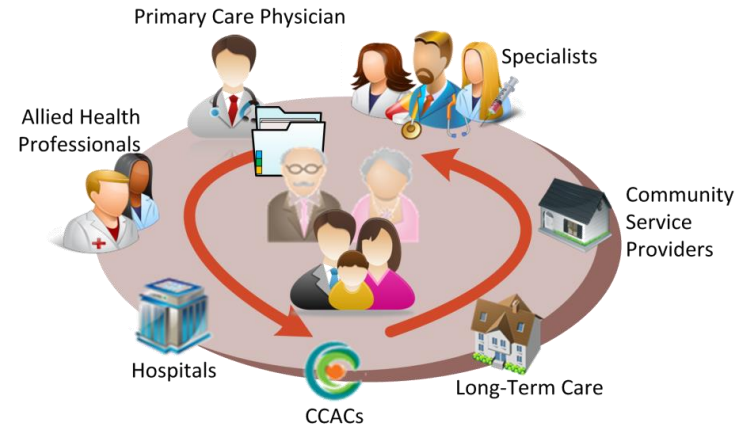 Primary Care Physician
Specialists
Allied Health
Professionals
Community
Service
Providers
Hospitals
Long-Term Care
CCACs